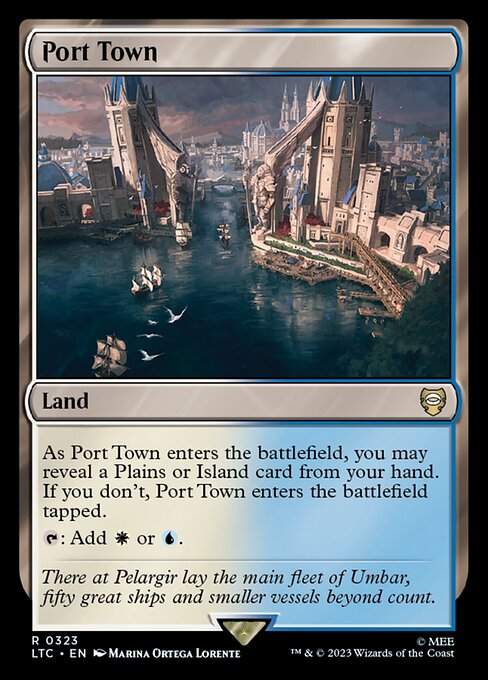 Port Town
Land
As Port Town enters the battlefield, you may
reveal a Plains or Island card from your hand.
If you don't, Port Town enters the battlefield
tapped.
: Add or .
There at Pelargir lay the main fleet of Umbar,
fifty great ships and smaller vessels beyond count.
R 0323
LTC • EN Marina Ortega Lorente
© MEE
™ & © 2023 Wizards of the Coast